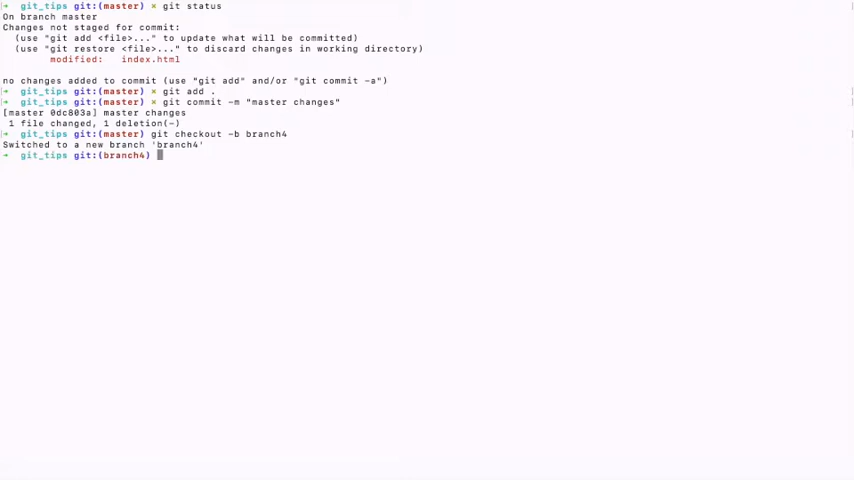 ➜ git_tips git:(master) ✗ git status
On branch master
Changes not staged for commit:
(use "git add <file>..." to update what will be committed)
(use "git restore <file>..." to discard changes in working directory)
modified: index.html
no changes added to commit (use "git add" and/or "git commit -a")
➜ git_tips git:(master) ✗ git add .
➜ git_tips git:(master) ✗ git commit -m "master changes"
[master 0dc803a] master changes
1 file changed, 1 deletion(-)
➜ git_tips git:(master) git checkout -b branch4
Switched to a new branch 'branch4'
➜ git_tips git:(branch4)